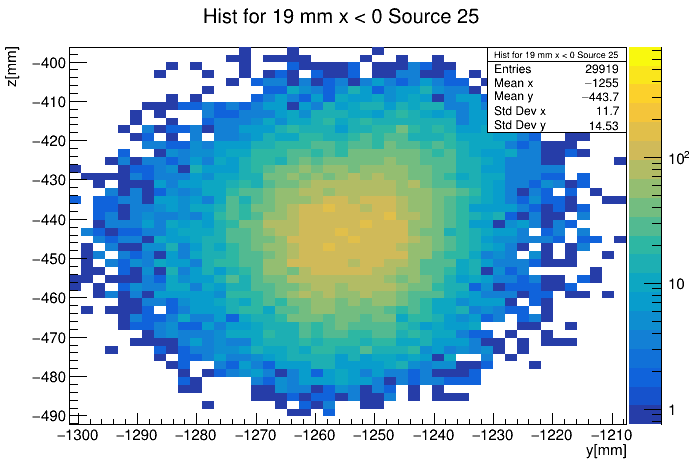 Hist for 19 mm x < 0 Source 25
Hist for 19 mm x < 0 Source 25
Entries 29919
Mean x −1255
Mean y −443.7
Std Dev x 11.7
Std Dev y 14.53
z[mm]
−400
−410
−420
−430
−440
−450
−460
−470
−480
−490
−1300 −1290 −1280 −1270 −1260 −1250 −1240 −1230 −1220 −1210
y[mm]
10²
10
1